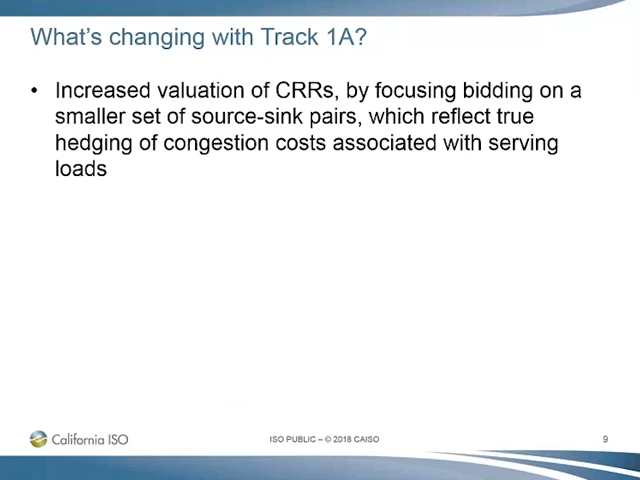 What's changing with Track 1A?
• Increased valuation of CRRs, by focusing bidding on a
smaller set of source-sink pairs, which reflect true
hedging of congestion costs associated with serving
loads
California ISO
ISO PUBLIC – © 2018 CAISO
9